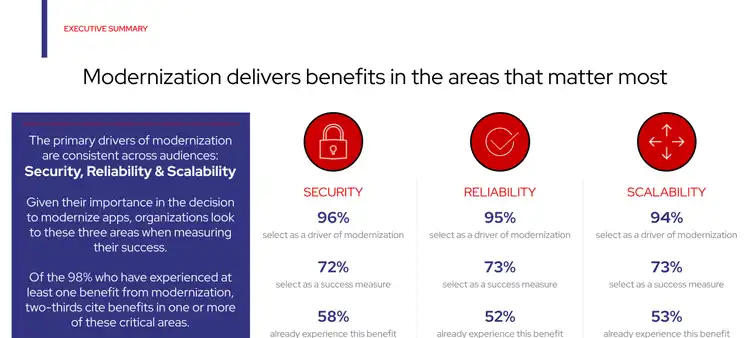 EXECUTIVE SUMMARY
Modernization delivers benefits in the areas that matter most
The primary drivers of modernization
are consistent across audiences:
Security, Reliability & Scalability
Given their importance in the decision
to modernize apps, organizations look
to these three areas when measuring
their success.
Of the 98% who have experienced at
least one benefit from modernization,
two-thirds cite benefits in one or more
of these critical areas.
SECURITY
96%
select as a driver of modernization
72%
select as a success measure
58%
already experience this benefit
RELIABILITY
95%
select as a driver of modernization
73%
select as a success measure
52%
already experience this benefit
SCALABILITY
94%
select as a driver of modernization
73%
select as a success measure
53%
already experience this benefit